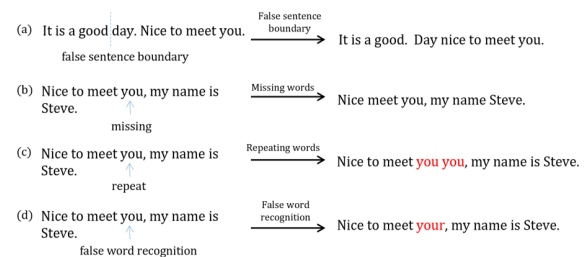 (a) It is a good day. Nice to meet you.
false sentence boundary
False sentence
boundary
It is a good. Day nice to meet you.
(b) Nice to meet you, my name is
Steve.
missing
Missing words
Nice meet you, my name Steve.
(c) Nice to meet you, my name is
Steve.
repeat
Repeating words
Nice to meet you you, my name is Steve.
(d) Nice to meet you, my name is
Steve.
false word recognition
False word
recognition
Nice to meet your, my name is Steve.